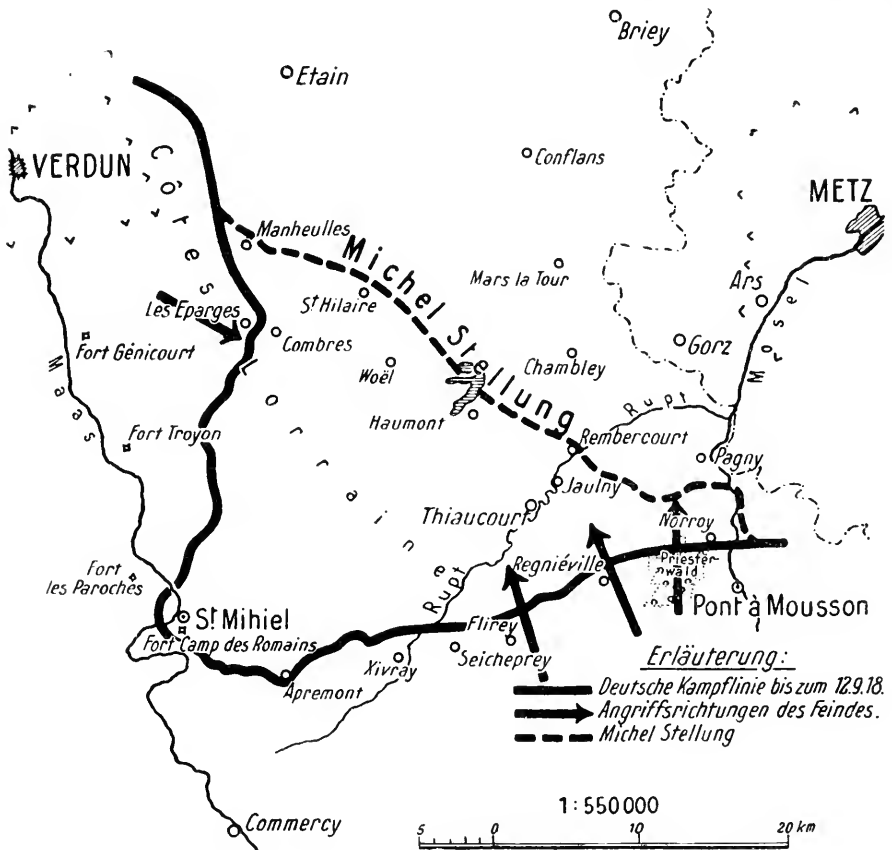 Briey
Etain
Conflans
VERDUN
Côtes Lorraine
METZ
Manheulles
Michel Stellung
Mars la Tour
Ars
St Hilaire
Les Eparges
Combres
Fort Génicourt
Maas
Woël
Chambley
Gorz
Mosel
Rupt
Haumont
Fort Troyon
Rembercourt
Pagny
Jaulny
Thiaucourt
Norroy
Priester-
wald
Regniéville
Fort
les Paroches
Rupt
St Mihiel
Pont à Mousson
Fort Camp des Romains
Flirey
Seicheprey
Xivray
Apremont
Erläuterung:
Deutsche Kampflinie bis zum 12.9.18.
Angriffsrichtungen des Feindes.
Michel Stellung
1:550000
5 0 10 20 km
Commercy